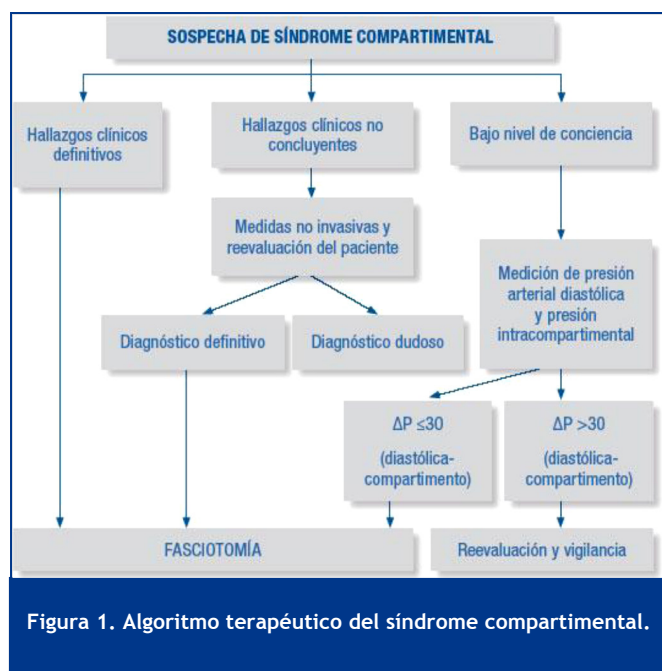 SOSPECHA DE SÍNDROME COMPARTIMENTAL
Hallazgos clínicos
definitivos
Hallazgos clínicos no
concluyentes
Bajo nivel de conciencia
Medidas no invasivas y
reevaluación del paciente
Medición de presión
arterial diastólica
y presión
intracompartimental
Diagnóstico definitivo
Diagnóstico dudoso
ΔP ≤30
(diastólica-
compartimento)
ΔP >30
(diastólica-
compartimento)
FASCIOTOMÍA
Reevaluación y vigilancia
Figura 1. Algoritmo terapéutico del síndrome compartimental.